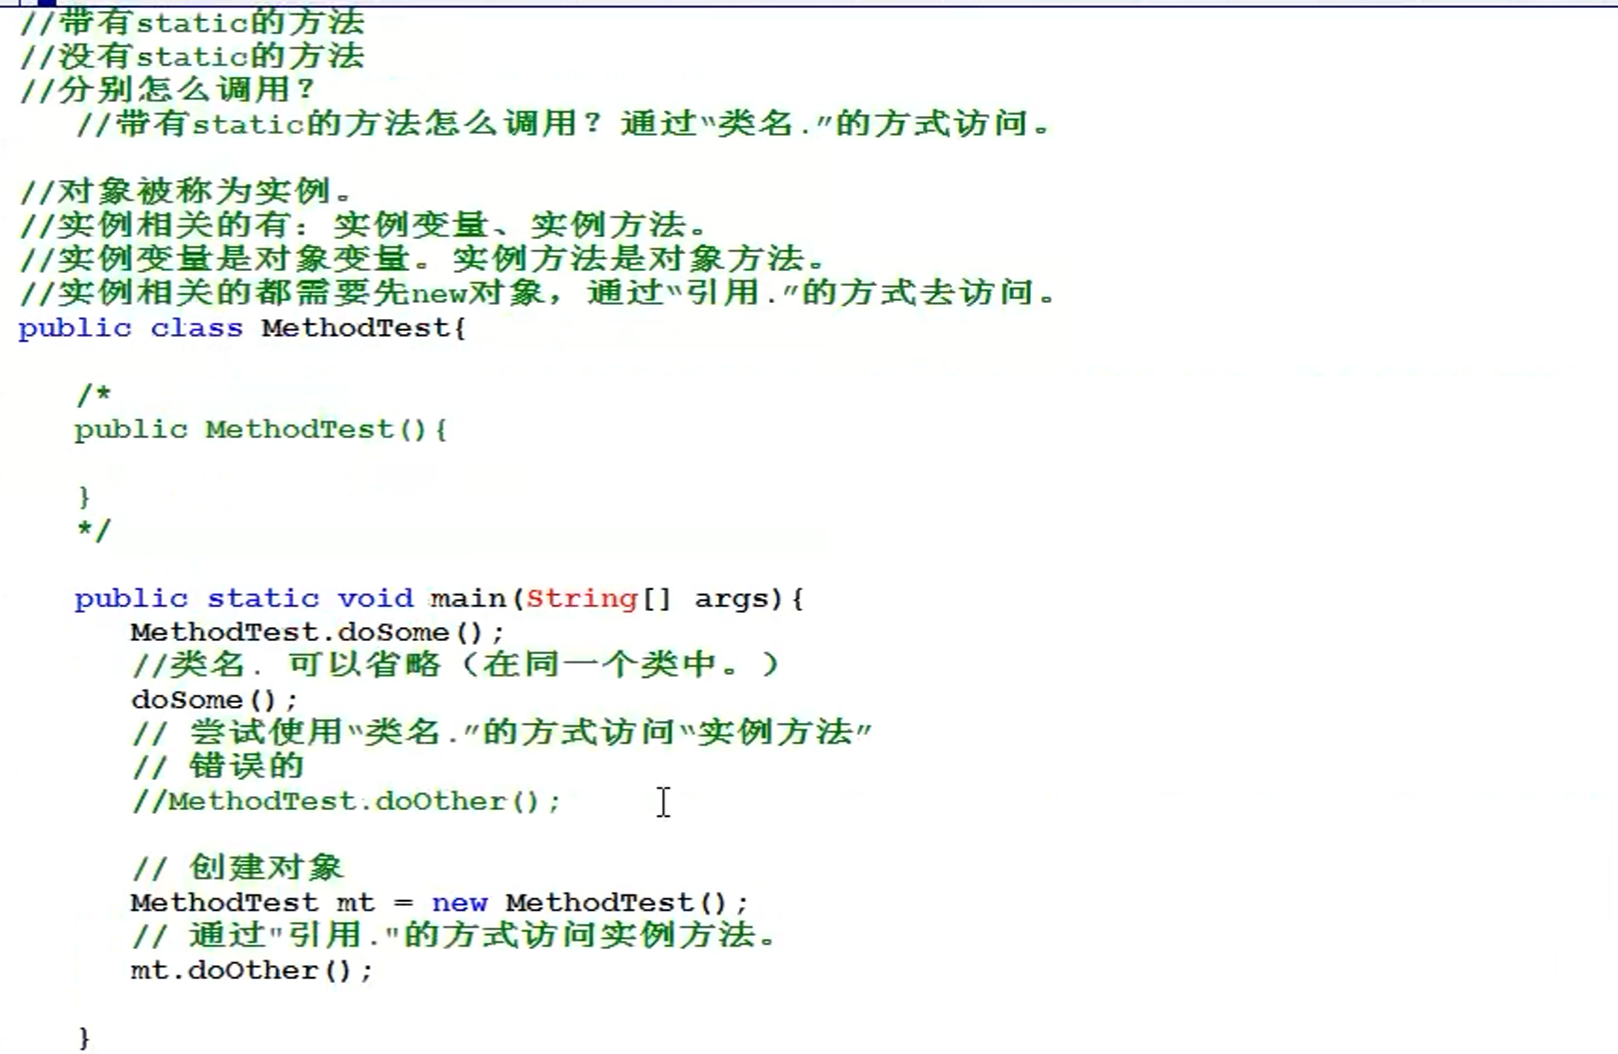 //带有static的方法
//没有static的方法
//分别怎么调用？
//带有static的方法怎么调用？通过“类名.”的方式访问。
//对象被称为实例。
//实例相关的有：实例变量、实例方法。
//实例变量是对象变量。实例方法是对象方法。
//实例相关的都需要先new对象，通过“引用.”的方式去访问。
public class MethodTest{
/*
public MethodTest(){
}
*/
public static void main(String[] args){
MethodTest.doSome();
//类名. 可以省略（在同一个类中。）
doSome();
// 尝试使用“类名.”的方式访问“实例方法”
// 错误的
//MethodTest.doOther();
// 创建对象
MethodTest mt = new MethodTest();
// 通过"引用."的方式访问实例方法。
mt.doOther();
}